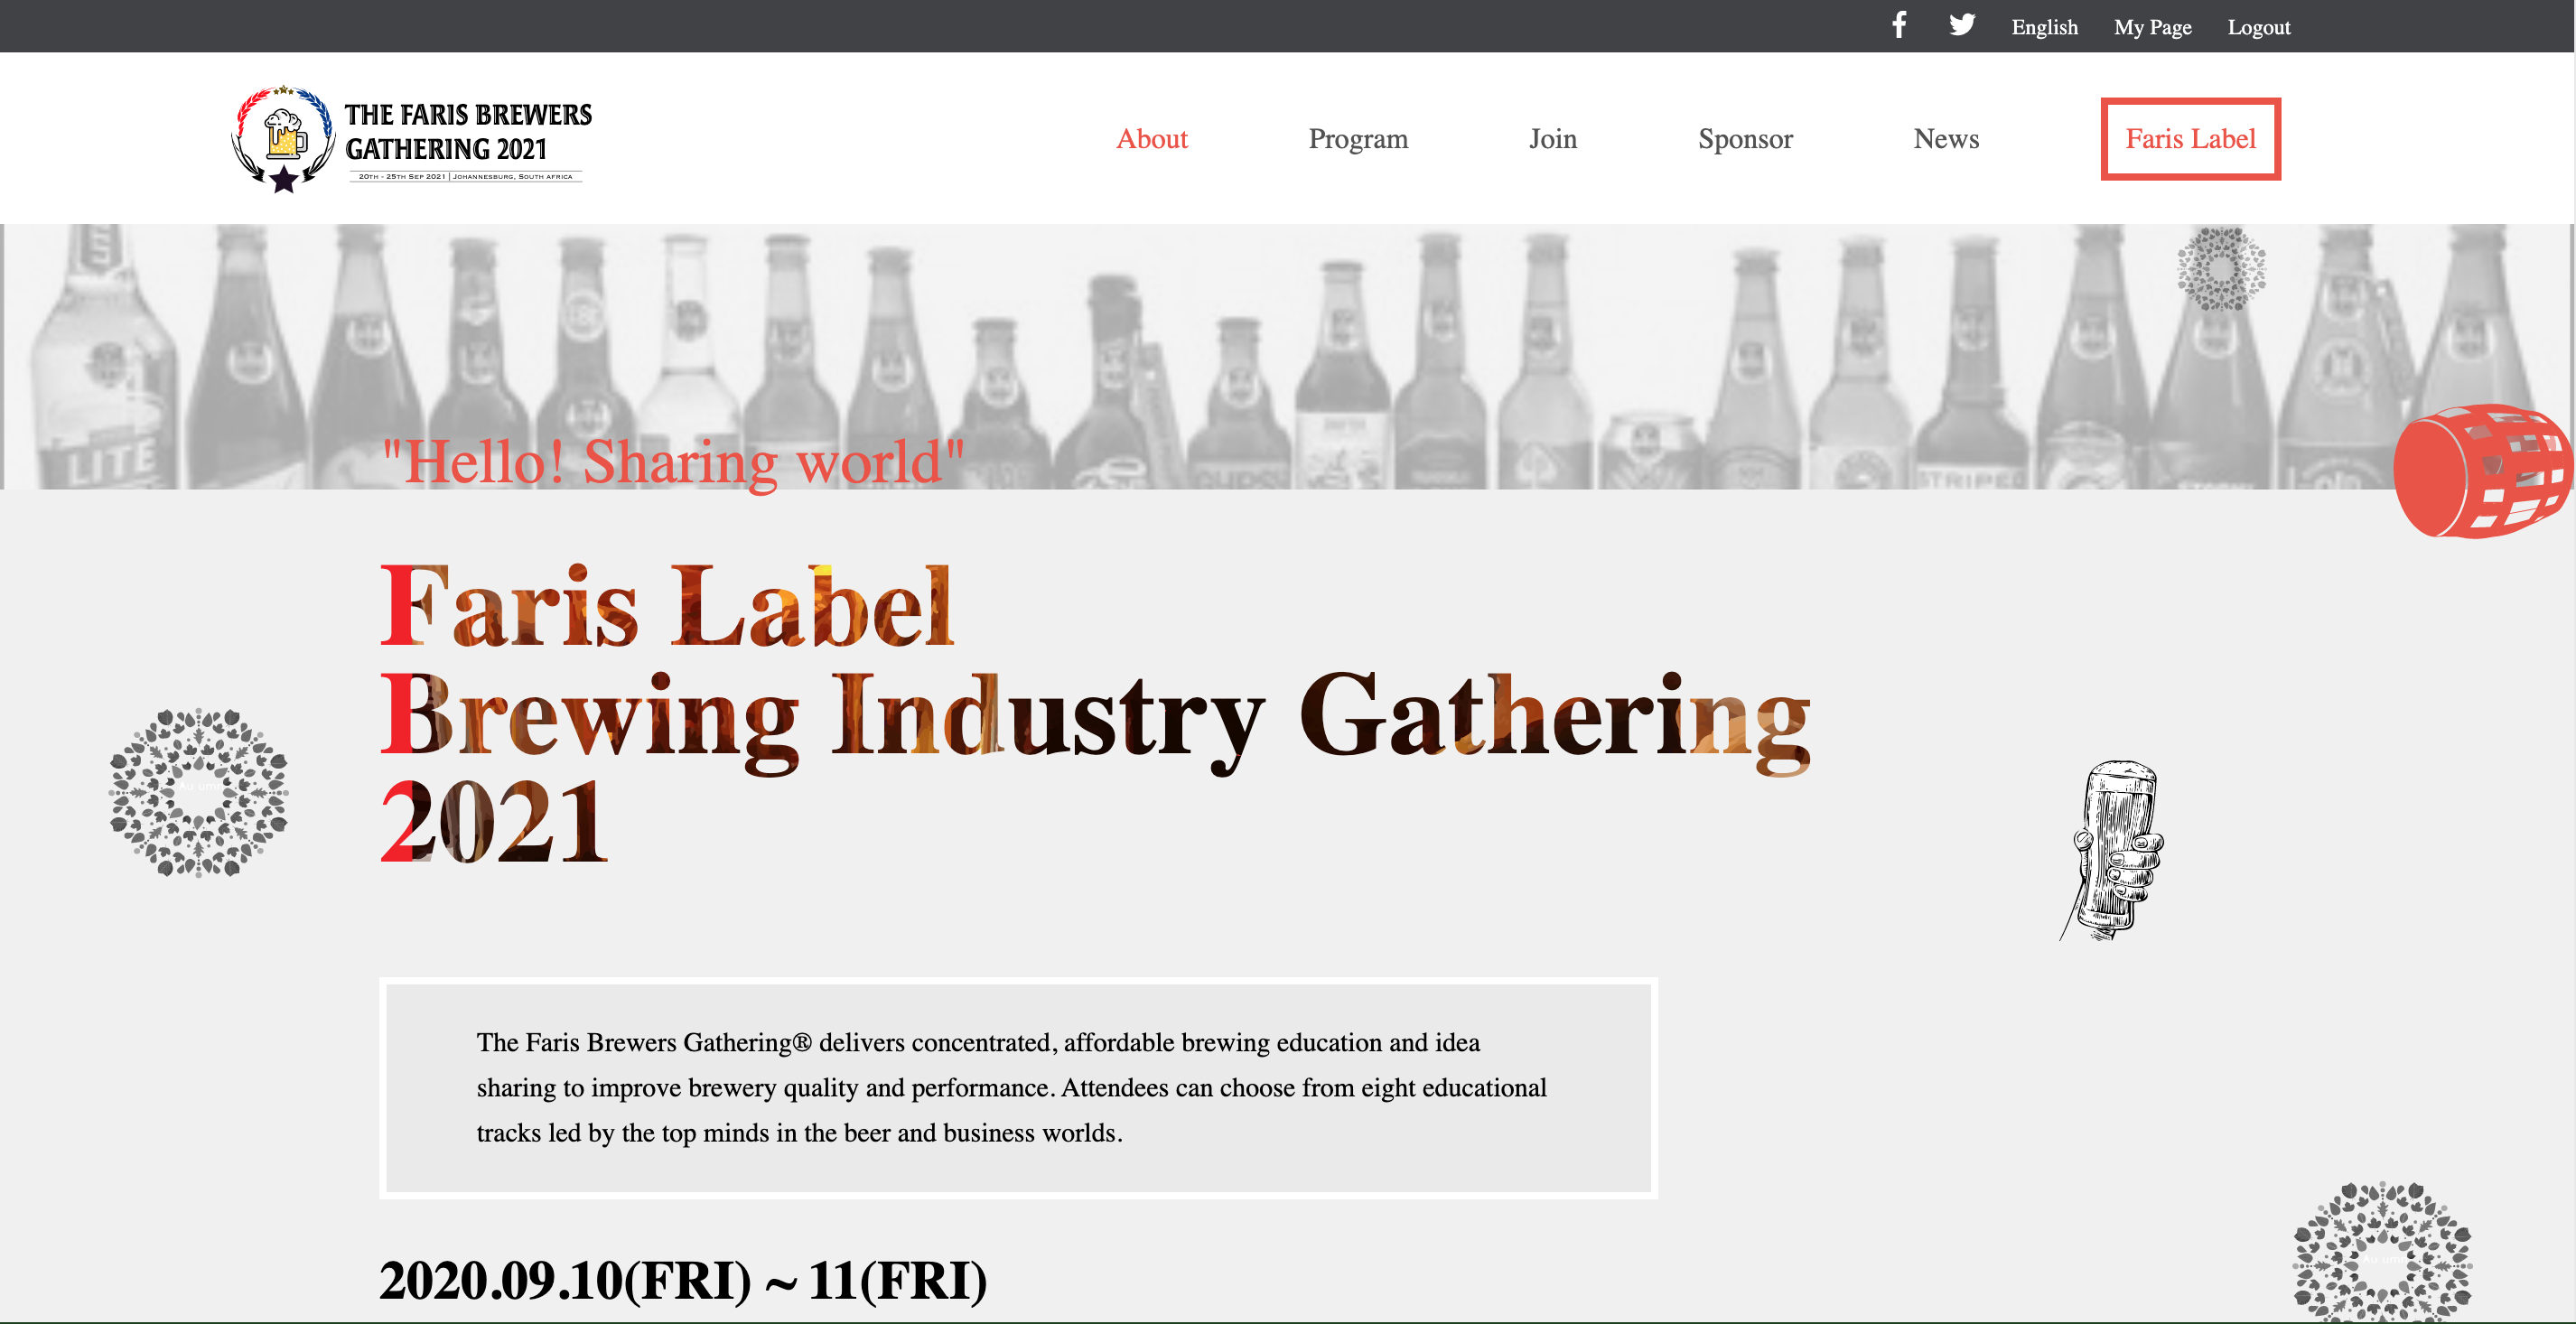 English My Page Logout
THE FARIS BREWERS
GATHERING 2021
20TH - 25TH SEP 2021 | JOHANNESBURG, SOUTH AFRICA
About Program Join Sponsor News Faris Label
LITE
STRIPED
"Hello! Sharing world"
Faris Label
Brewing Industry Gathering
2021
The Faris Brewers Gathering® delivers concentrated, affordable brewing education and idea
sharing to improve brewery quality and performance. Attendees can choose from eight educational
tracks led by the top minds in the beer and business worlds.
2020.09.10(FRI) ~ 11(FRI)